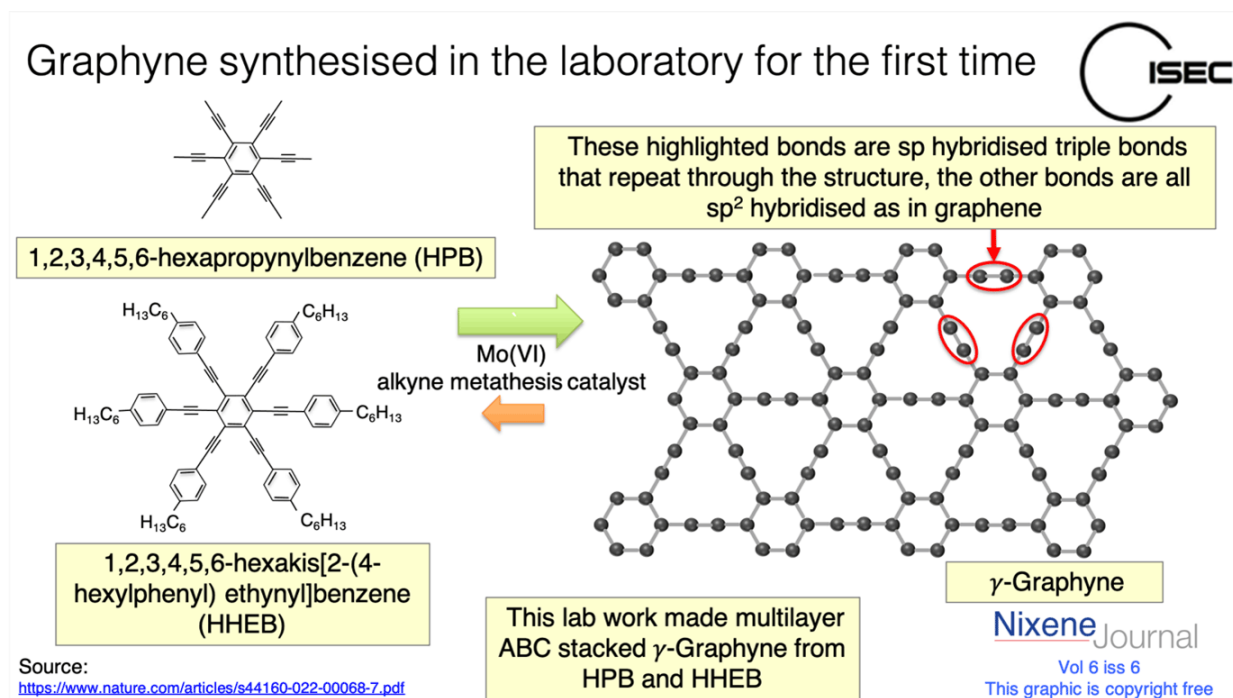 Graphyne synthesised in the laboratory for the first time
ISEC
These highlighted bonds are sp hybridised triple bonds
that repeat through the structure, the other bonds are all
sp² hybridised as in graphene
1,2,3,4,5,6-hexapropynylbenzene (HPB)
H₁₃C₆
C₆H₁₃
Mo(VI)
alkyne metathesis catalyst
H₁₃C₆
C₆H₁₃
H₁₃C₆
C₆H₁₃
1,2,3,4,5,6-hexakis[2-(4-
hexylphenyl) ethynyl]benzene
(HHEB)
γ-Graphyne
This lab work made multilayer
ABC stacked γ-Graphyne from
HPB and HHEB
Nixene Journal
Vol 6 iss 6
This graphic is copyright free
Source:
https://www.nature.com/articles/s44160-022-00068-7.pdf